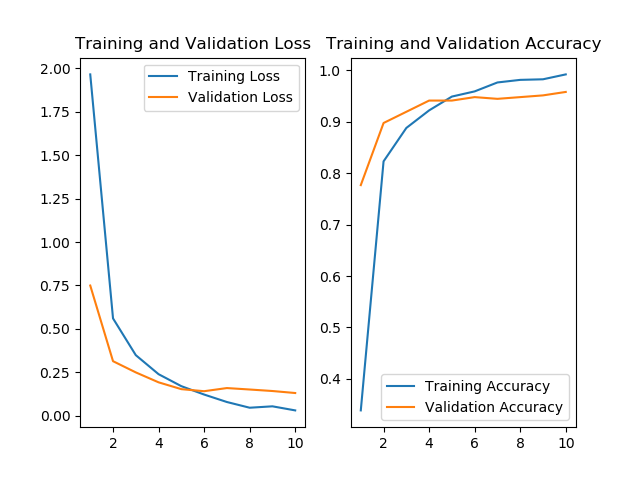 Training and Validation Loss
2.00
1.75
1.50
1.25
1.00
0.75
0.50
0.25
0.00
2 4 6 8 10
Training Loss
Validation Loss
Training and Validation Accuracy
1.0
0.9
0.8
0.7
0.6
0.5
0.4
2 4 6 8 10
Training Accuracy
Validation Accuracy